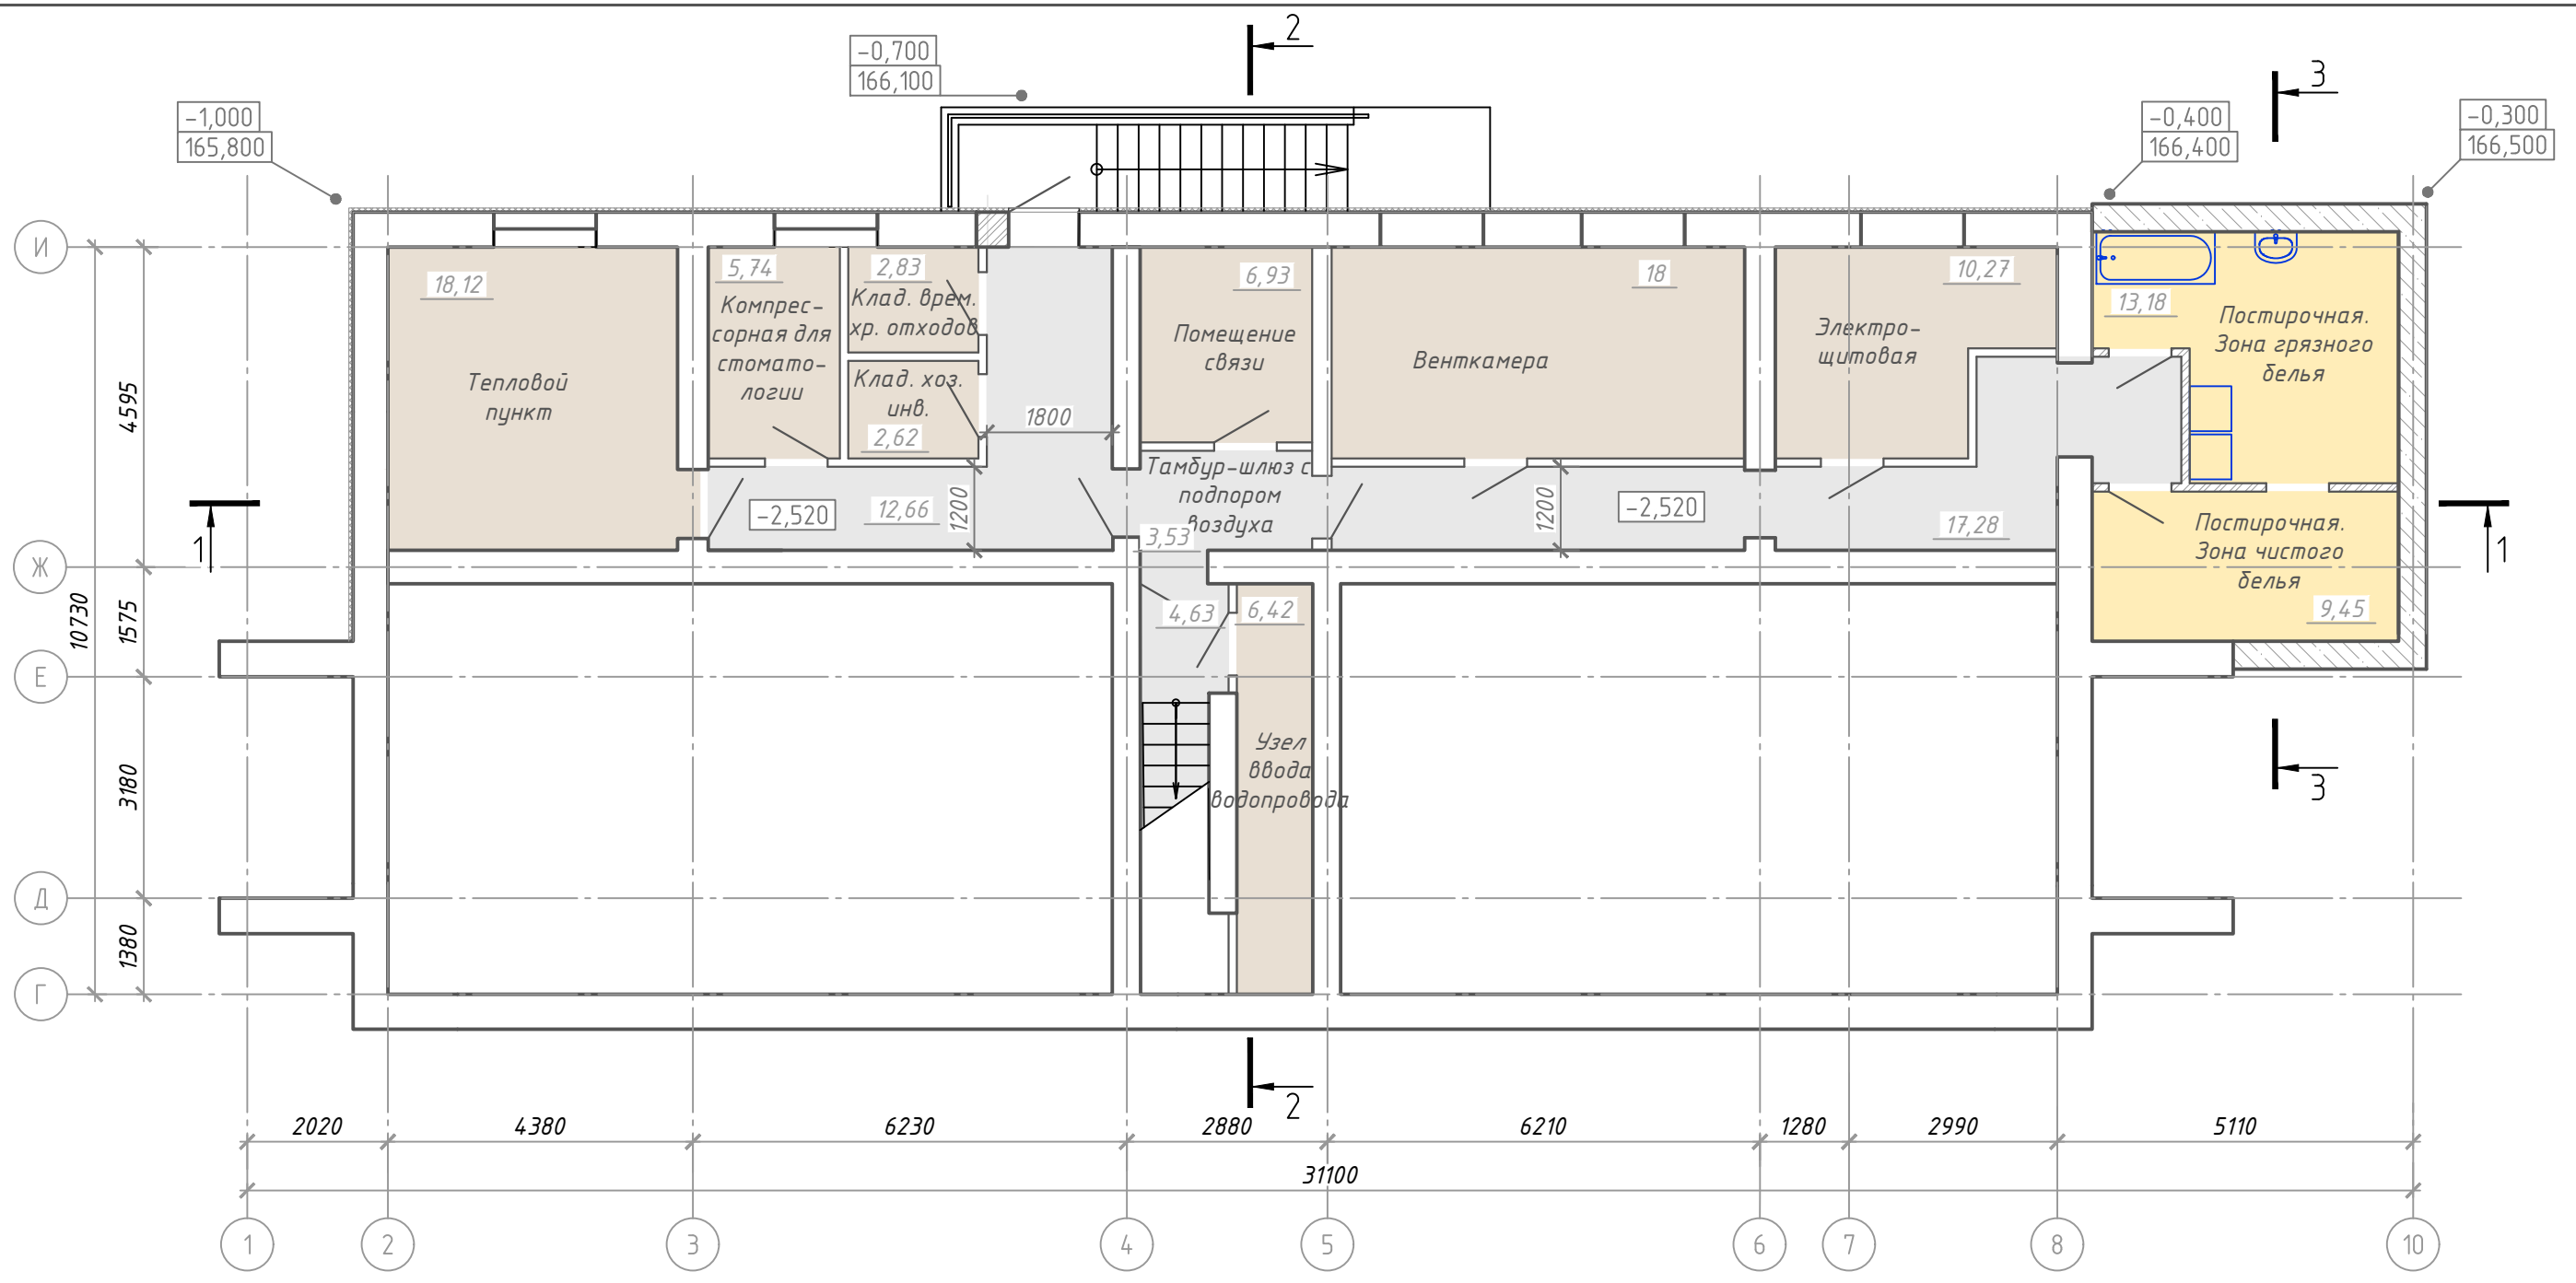 2
-0,700
166,100
3
-1,000
165,800
-0,400
166,400
-0,300
166,500
И
18,12
Тепловой
пункт
5,74
Компрес-
сорная для
стомато-
логии
2,83
Клад. врем.
хр. отходов
Клад. хоз.
инв.
2,62
1800
6,93
Помещение
связи
18
Венткамера
10,27
Электро-
щитовая
13,18
Постирочная.
Зона грязного
белья
4595
Тамбур-шлюз с
подпором
воздуха
3,53
-2,520
12,66
1200
1200
-2,520
17,28
Постирочная.
Зона чистого
белья
9,45
1
1
Ж
10730
1575
4,63
6,42
Е
3180
Узел
ввода
водопровода
3
Д
1380
Г
2
2020
4380
6230
2880
6210
1280
2990
5110
31100
1
2
3
4
5
6
7
8
10